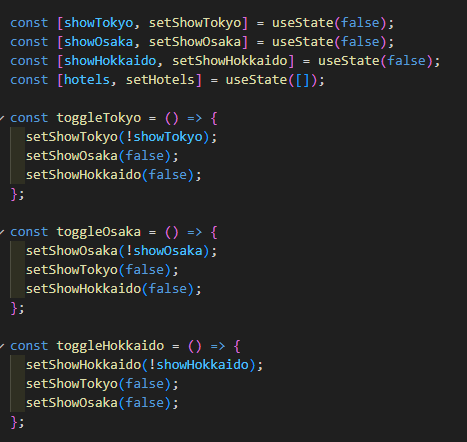 const [showTokyo, setShowTokyo] = useState(false);
const [showOsaka, setShowOsaka] = useState(false);
const [showHokkaido, setShowHokkaido] = useState(false);
const [hotels, setHotels] = useState([]);
const toggleTokyo = () => {
setShowTokyo(!showTokyo);
setShowOsaka(false);
setShowHokkaido(false);
};
const toggleOsaka = () => {
setShowOsaka(!showOsaka);
setShowTokyo(false);
setShowHokkaido(false);
};
const toggleHokkaido = () => {
setShowHokkaido(!showHokkaido);
setShowTokyo(false);
setShowOsaka(false);
};